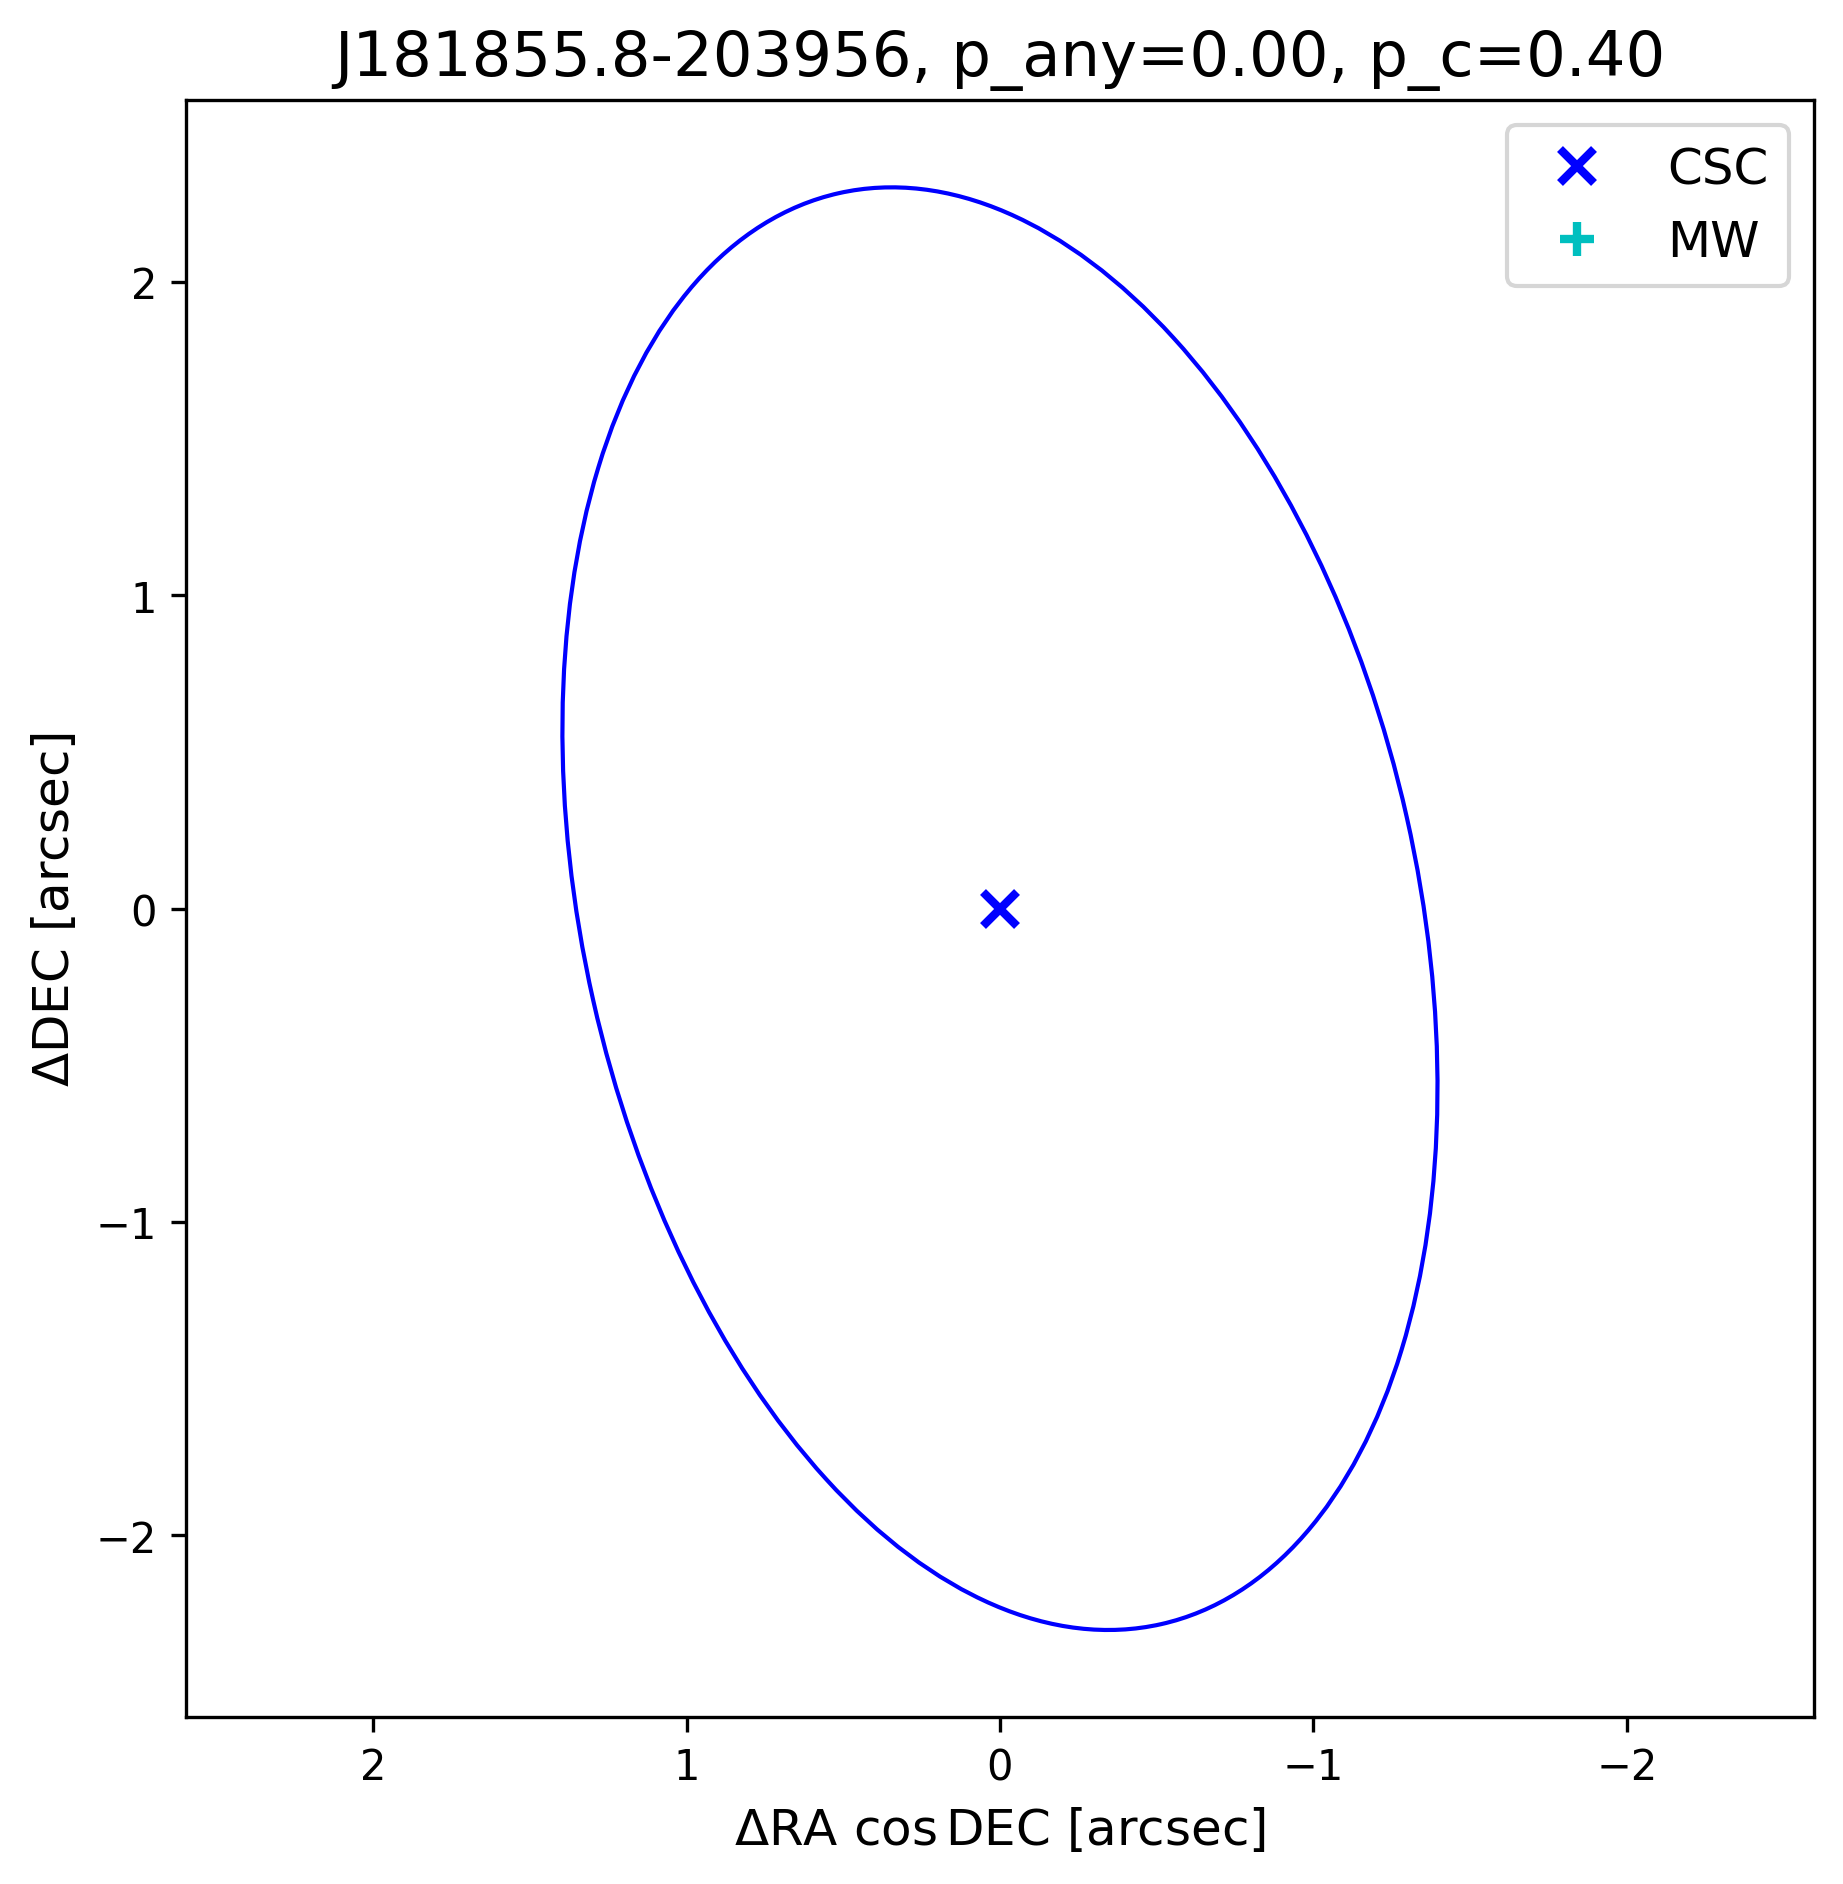 J181855.8-203956, p_any=0.00, p_c=0.40
CSC
MW
2
1
0
−1
−2
ΔDEC [arcsec]
2
1
0
−1
−2
ΔRA cos DEC [arcsec]